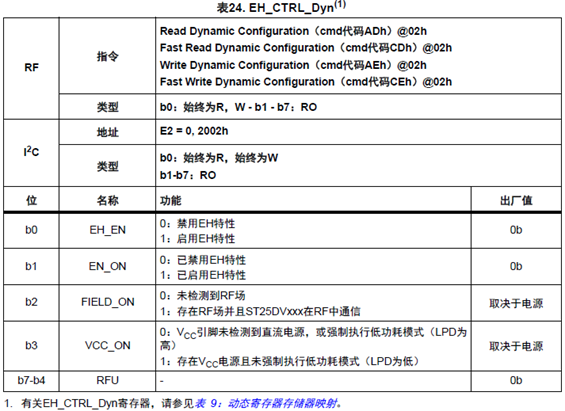 表24. EH_CTRL_Dyn(1)
RF
指令
Read Dynamic Configuration（cmd代码ADh）@02h
Fast Read Dynamic Configuration（cmd代码CDh）@02h
Write Dynamic Configuration（cmd代码AEh）@02h
Fast Write Dynamic Configuration（cmd代码CEh）@02h
类型
b0：始终为R，W - b1 - b7：RO
I2C
地址
E2 = 0, 2002h
类型
b0：始终为R，始终为W
b1-b7：RO
位 名称 功能 出厂值
b0
EH_EN
0：禁用EH特性
1：启用EH特性
0b
b1
EN_ON
0：已禁用EH特性
1：已启用EH特性
0b
b2
FIELD_ON
0：未检测到RF场
1：存在RF场并且ST25DVxxx在RF中通信
取决于电源
b3
VCC_ON
0：VCC引脚未检测到直流电源，或强制执行低功耗模式（LPD为
高）
1：存在VCC电源且未强制执行低功耗模式（LPD为低）
取决于电源
b7-b4 RFU - 0b
1. 有关EH_CTRL_Dyn寄存器，请参见表 9：动态寄存器存储器映射。